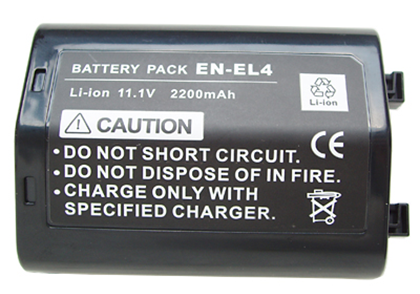 BATTERY PACK EN-EL4
Li-ion 11.1V 2200mAh
Li-ion
CAUTION
•DO NOT SHORT CIRCUIT.
•DO NOT DISPOSE OF IN FIRE.
•CHARGE ONLY WITH
SPECIFIED CHARGER.
CE